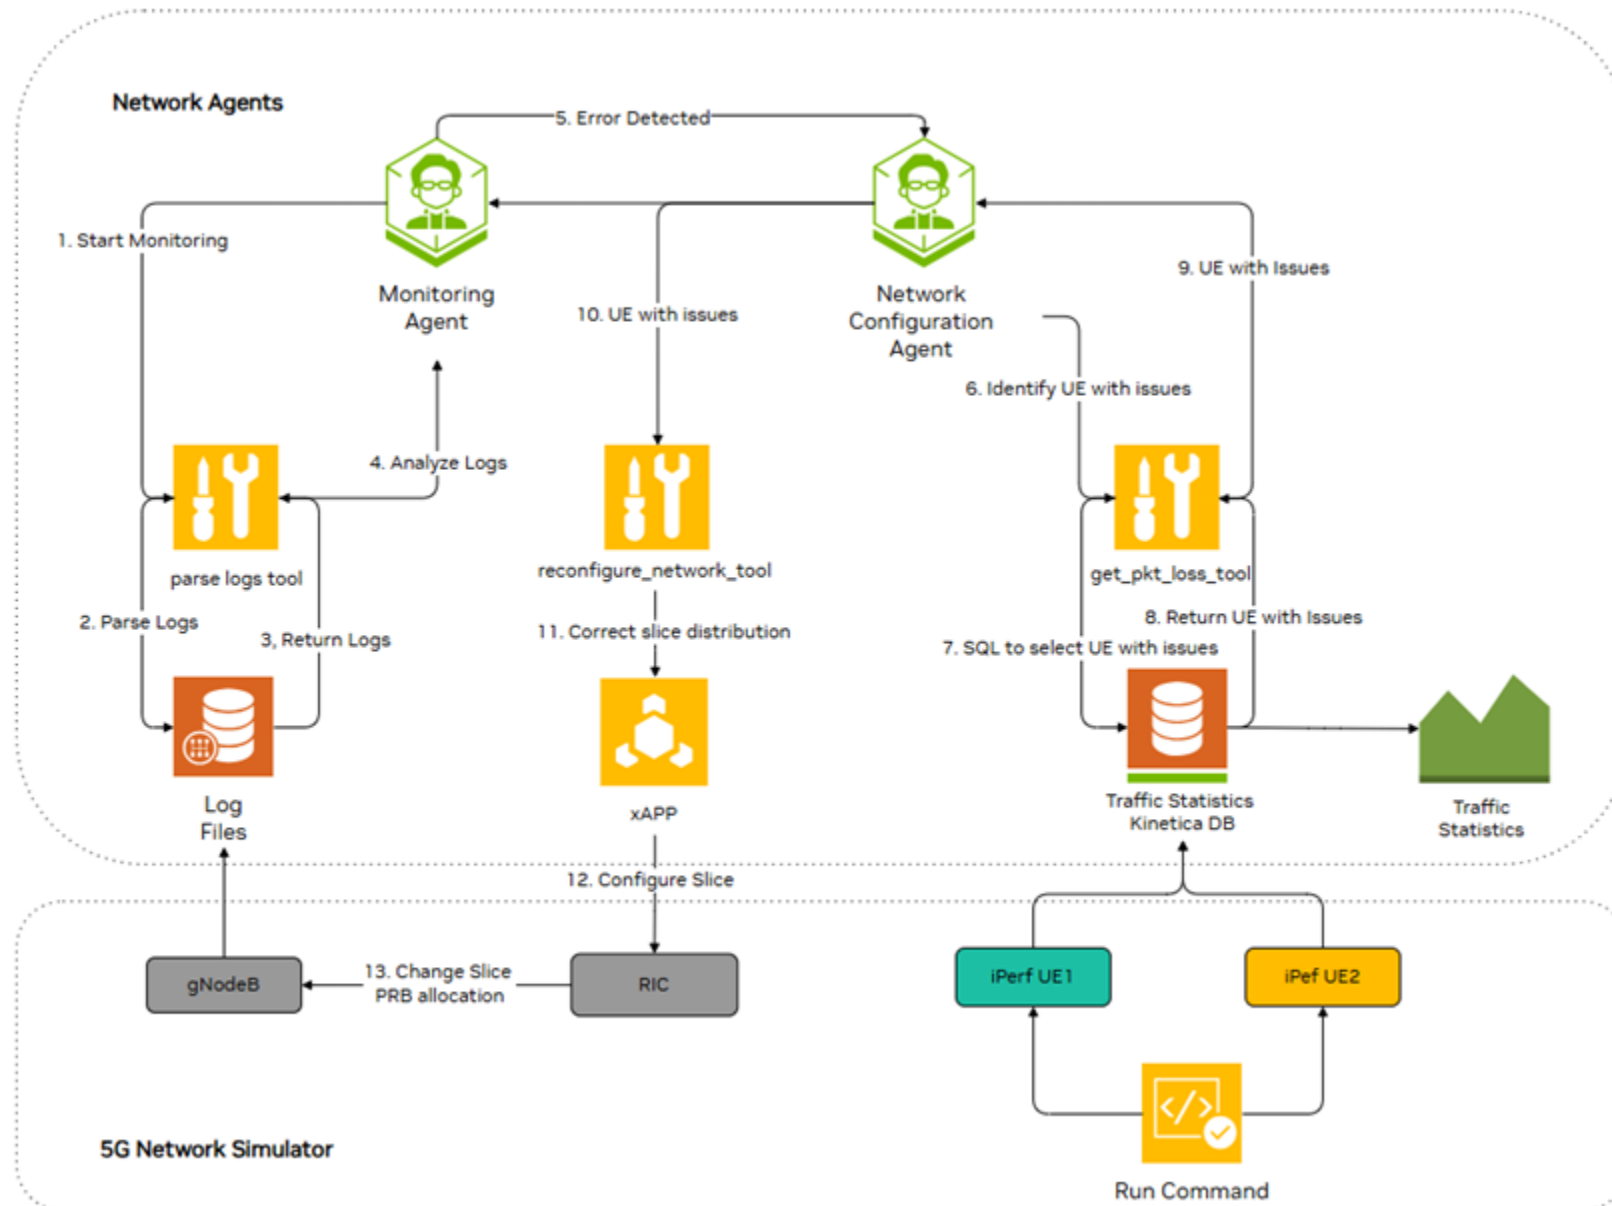 Network Agents
5. Error Detected
1. Start Monitoring
9. UE with Issues
Monitoring
Agent
10. UE with issues
Network
Configuration
Agent
6. Identify UE with issues
4. Analyze Logs
parse logs tool
reconfigure_network_tool
get_pkt_loss_tool
2. Parse Logs
3, Return Logs
11. Correct slice distribution
8. Return UE with Issues
7. SQL to select UE with issues
Log
Files
xAPP
Traffic Statistics
Kinetica DB
Traffic
Statistics
12. Configure Slice
gNodeB
13. Change Slice
PRB allocation
RIC
iPerf UE1
iPef UE2
5G Network Simulator
Run Command